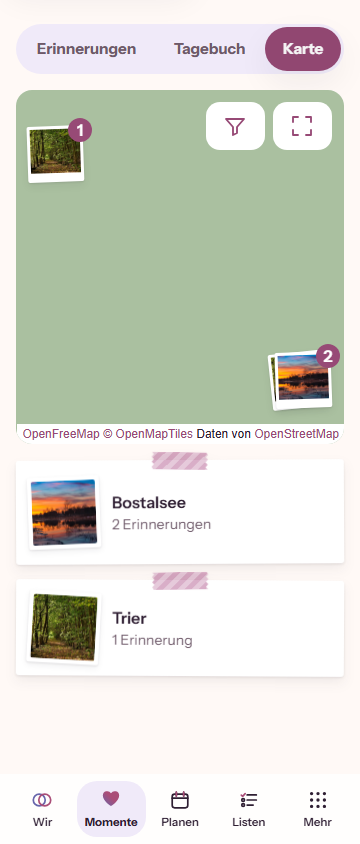 Erinnerungen Tagebuch Karte
1
2
OpenFreeMap © OpenMapTiles Daten von OpenStreetMap
Bostalsee
2 Erinnerungen
Trier
1 Erinnerung
Wir Momente Planen Listen Mehr